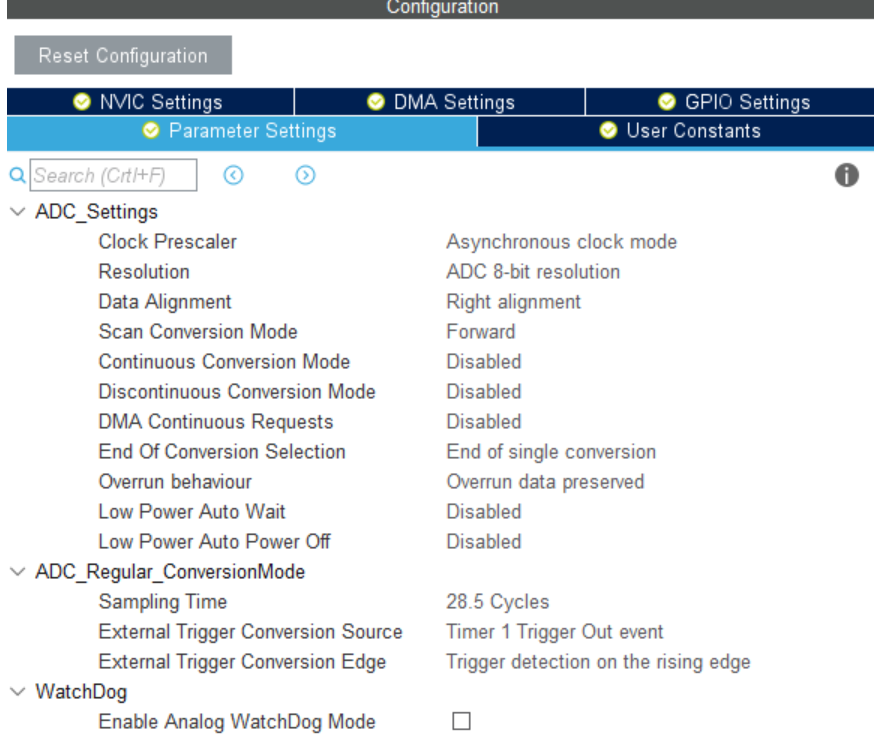 Configuration
Reset Configuration
NVIC Settings DMA Settings GPIO Settings
Parameter Settings User Constants
Search (Crtl+F)
ADC_Settings
Clock Prescaler Asynchronous clock mode
Resolution ADC 8-bit resolution
Data Alignment Right alignment
Scan Conversion Mode Forward
Continuous Conversion Mode Disabled
Discontinuous Conversion Mode Disabled
DMA Continuous Requests Disabled
End Of Conversion Selection End of single conversion
Overrun behaviour Overrun data preserved
Low Power Auto Wait Disabled
Low Power Auto Power Off Disabled
ADC_Regular_ConversionMode
Sampling Time 28.5 Cycles
External Trigger Conversion Source Timer 1 Trigger Out event
External Trigger Conversion Edge Trigger detection on the rising edge
WatchDog
Enable Analog WatchDog Mode